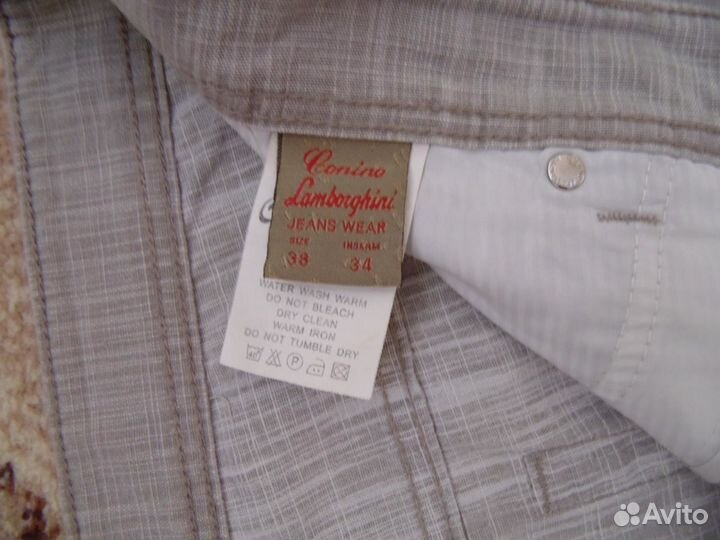 Conino
Lamborghini
JEANS WEAR
SIZE INSEAM
38 34
WATER WASH WARM
DO NOT BLEACH
DRY CLEAN
WARM IRON
DO NOT TUMBLE DRY
P
Avito